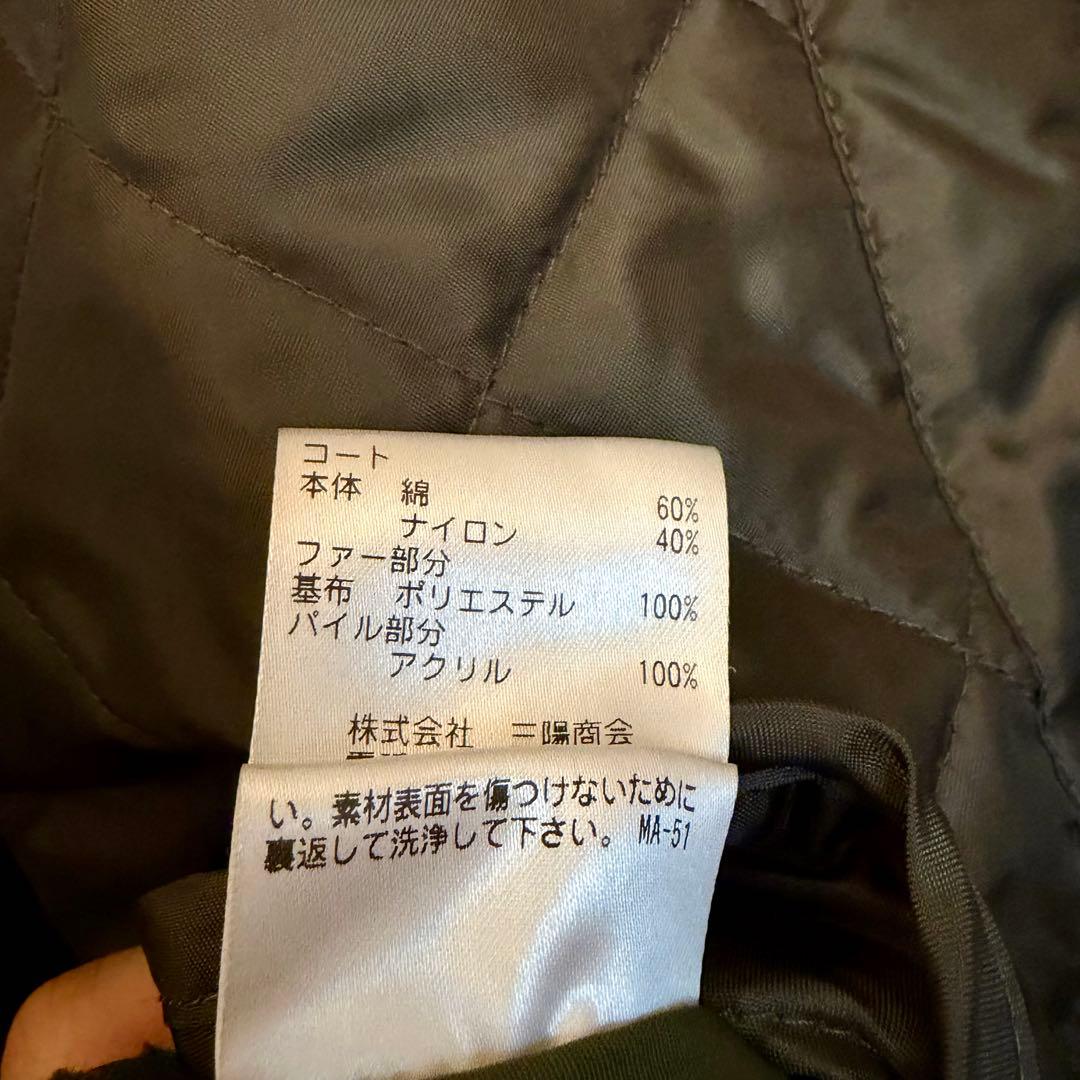 コート
本体 綿 60%
ナイロン 40%
ファー部分
基布 ポリエステル 100%
パイル部分
アクリル 100%
株式会社 三陽商会
い。素材表面を傷つけないために
裏返して洗浄して下さい。 MA-51